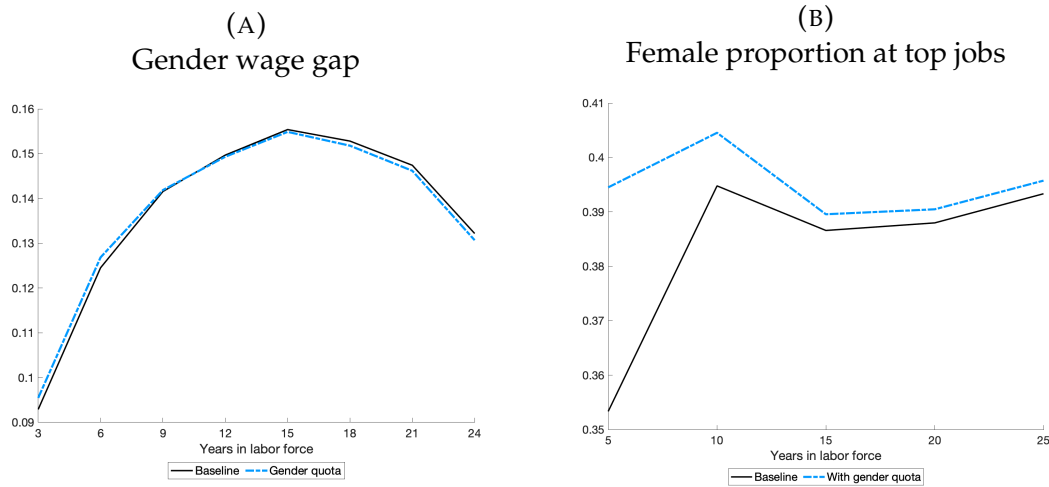 (A)
Gender wage gap
0.16
0.15
0.14
0.13
0.12
0.11
0.1
0.09
3 6 9 12 15 18 21 24
Years in labor force
Baseline Gender quota
(B)
Female proportion at top jobs
0.41
0.4
0.39
0.38
0.37
0.36
0.35
5 10 15 20 25
Years in labor force
Baseline With gender quota